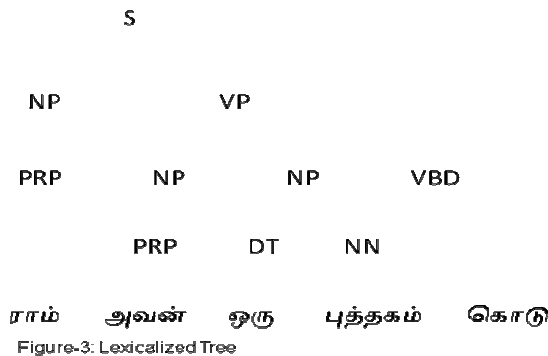 S
NP VP
PRP NP NP VBD
PRP DT NN
ராம் அவன் ஒரு புத்தகம் கொடு
Figure-3: Lexicalized Tree